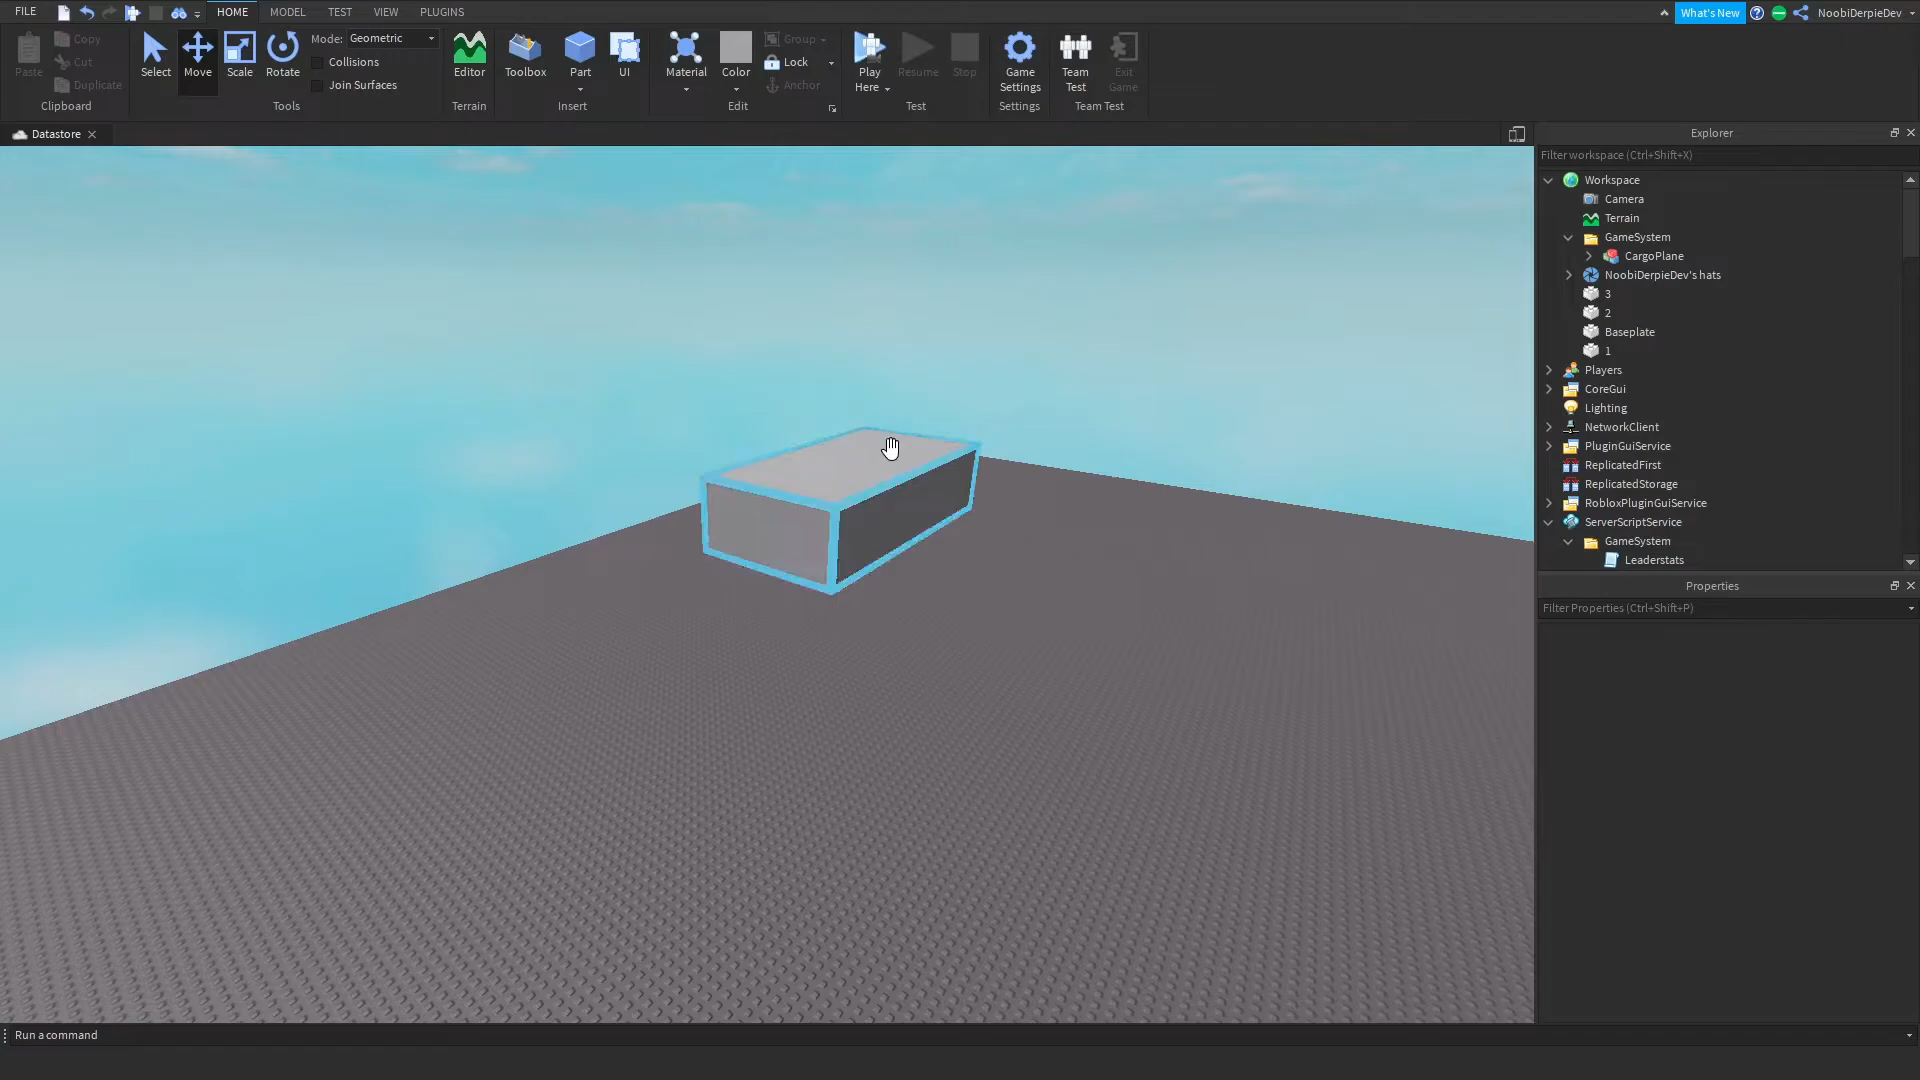 FILE
HOME
MODEL
TEST
VIEW
PLUGINS
What's New
NoobiDerpieDev
Paste
Copy
Cut
Duplicate
Clipboard
Select
Move
Scale
Rotate
Mode: Geometric
Collisions
Join Surfaces
Tools
Editor
Terrain
Toolbox
Part
UI
Insert
Material
Color
Group
Lock
Anchor
Edit
Play
Here
Resume
Stop
Test
Game
Settings
Settings
Team
Test
Exit
Game
Team Test
Datastore
Explorer
Filter workspace (Ctrl+Shift+X)
Workspace
Camera
Terrain
GameSystem
CargoPlane
NoobiDerpieDev's hats
3
2
Baseplate
1
Players
CoreGui
Lighting
NetworkClient
PluginGuiService
ReplicatedFirst
ReplicatedStorage
RobloxPluginGuiService
ServerScriptService
GameSystem
Leaderstats
Properties
Filter Properties (Ctrl+Shift+P)
Run a command